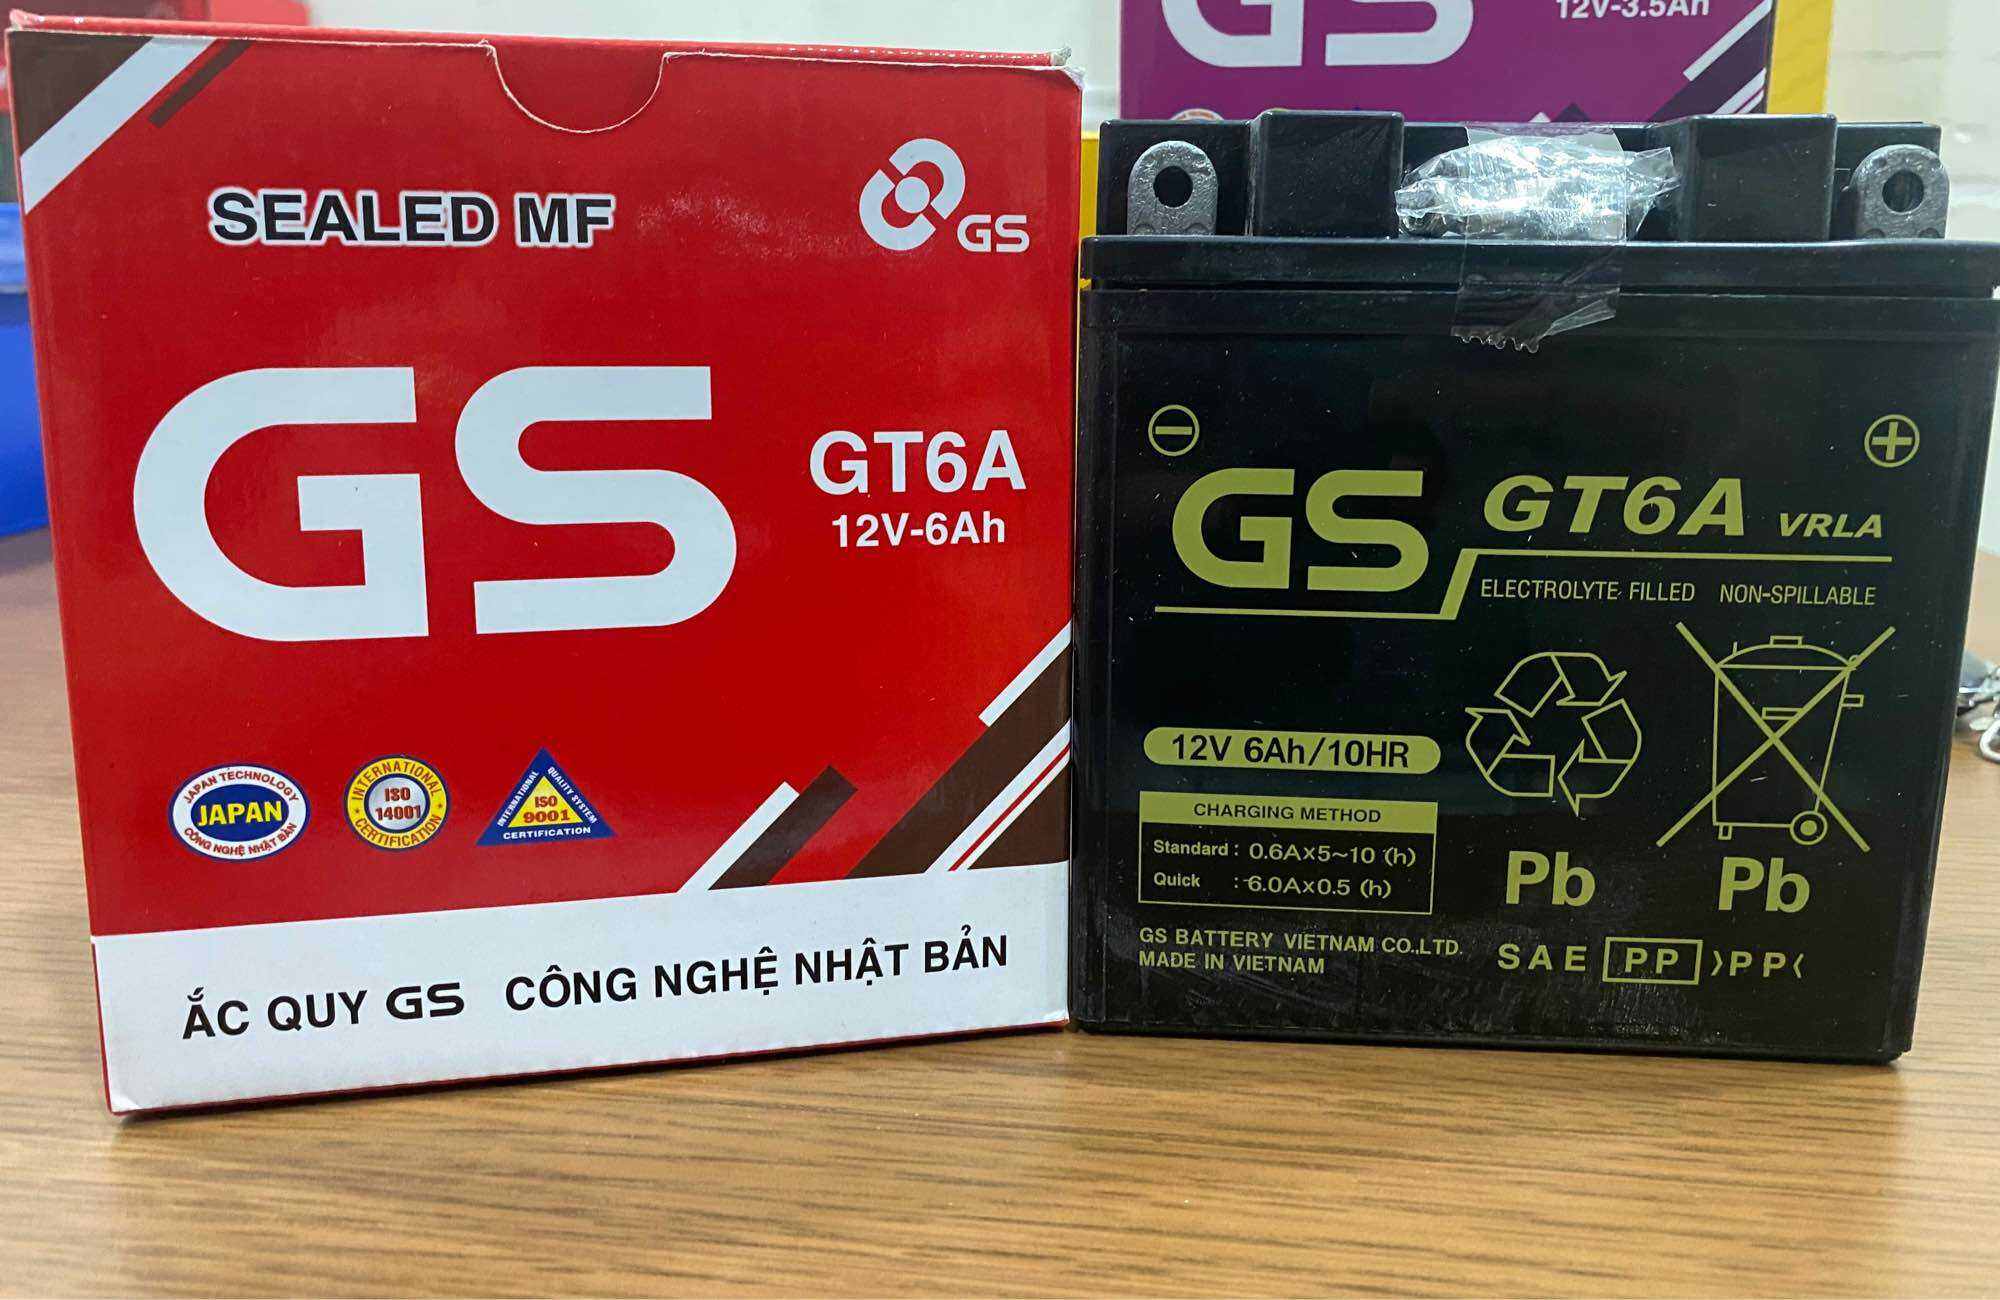 SEALED MF
GS
GS
GT6A
12V-6Ah
JAPAN TECHNOLOGY
JAPAN
CÔNG NGHỆ NHẬT BẢN
INTERNATIONAL
ISO
14001
CERTIFICATION
INTERNATIONAL QUALITY SYSTEM
ISO
9001
CERTIFICATION
ẮC QUY GS CÔNG NGHỆ NHẬT BẢN
GS
12V-3.5Ah
GS GT6A VRLA
ELECTROLYTE FILLED NON-SPILLABLE
12V 6Ah/10HR
CHARGING METHOD
Standard : 0.6A×5~10 (h)
Quick : 6.0A×0.5 (h)
Pb Pb
GS BATTERY VIETNAM CO.,LTD.
MADE IN VIETNAM
SAE PP >PP<